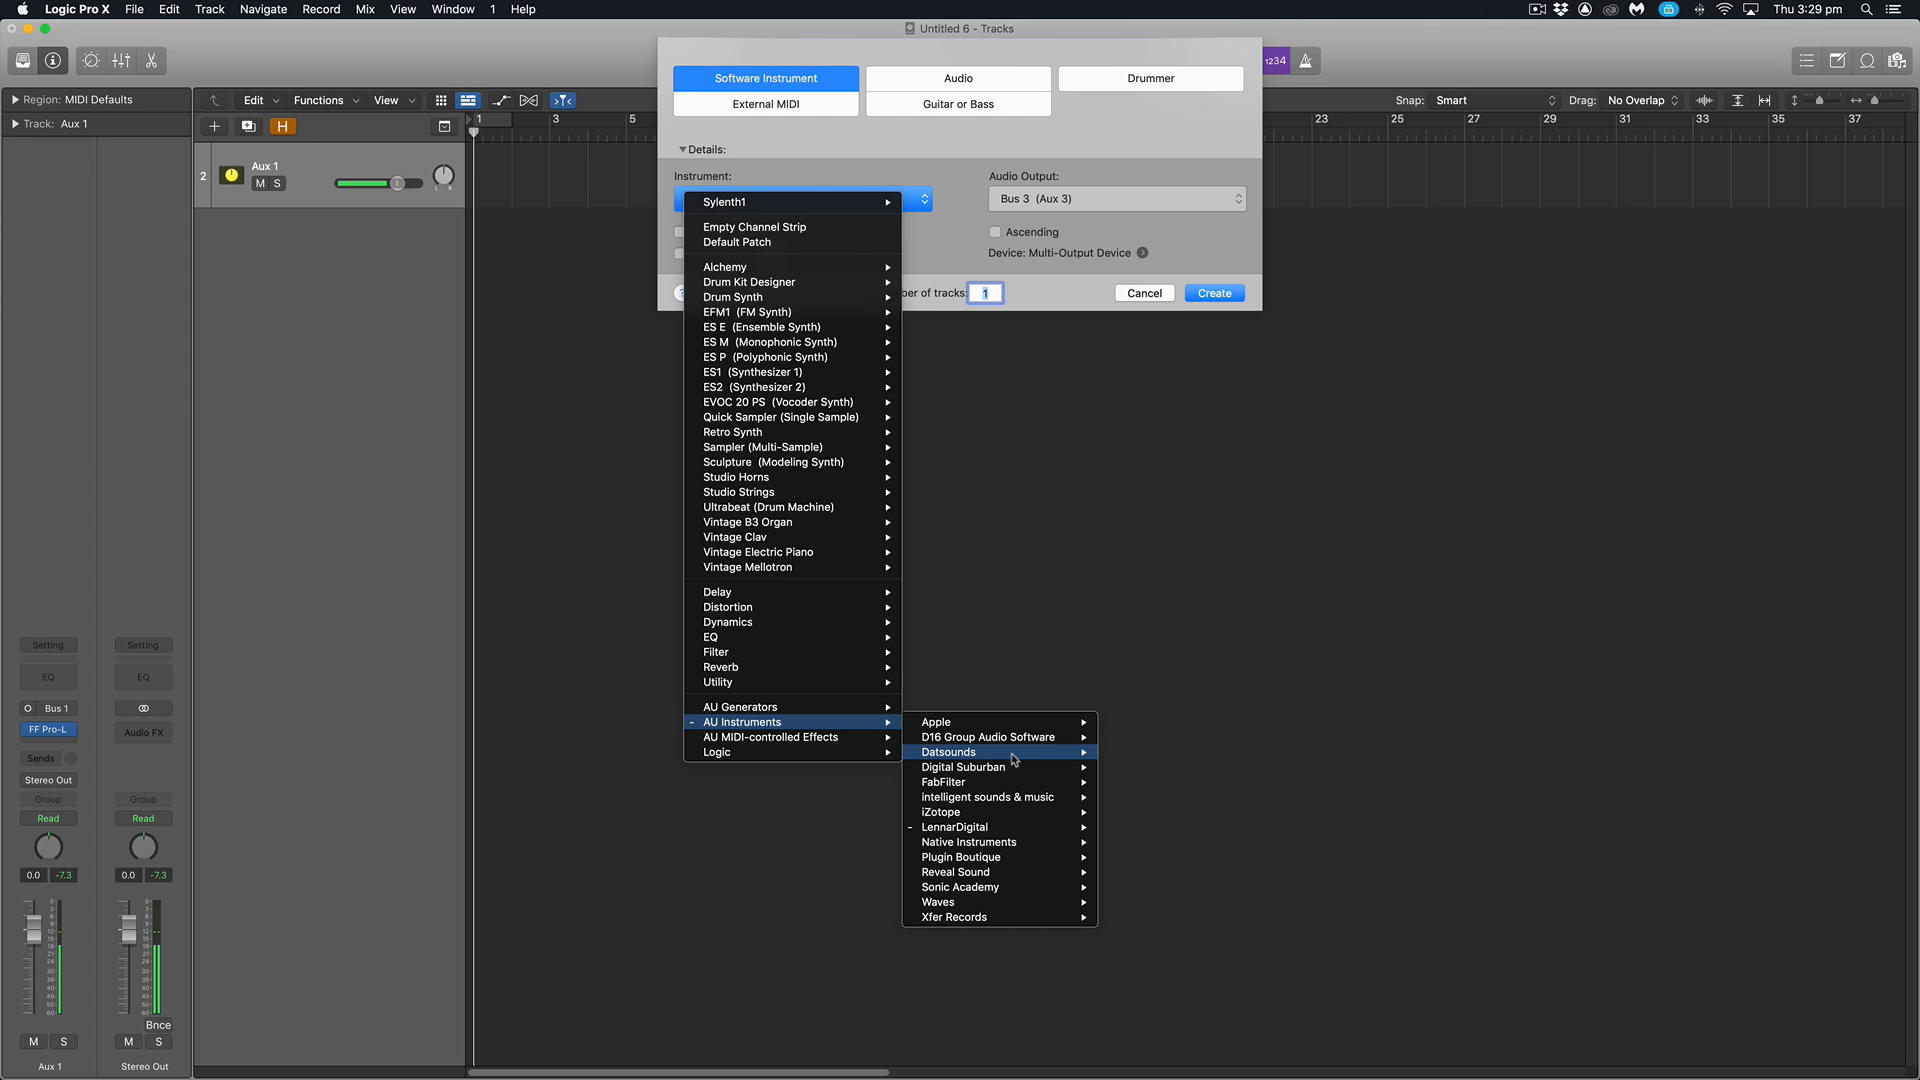 Logic Pro X File Edit Track Navigate Record Mix View Window 1 Help
Thu 3:29 pm
Untitled 6 - Tracks
1234
Software Instrument
Audio
Drummer
External MIDI
Guitar or Bass
Region: MIDI Defaults
Track: Aux 1
Edit
Functions
View
Snap: Smart
Drag: No Overlap
H
1 3 5 23 25 27 29 31 33 35 37
2
Aux 1
M S
L R
Details:
Instrument:
Audio Output:
Bus 3 (Aux 3)
Ascending
Device: Multi-Output Device
ber of tracks: 1
Cancel
Create
Sylenth1
Empty Channel Strip
Default Patch
Alchemy
Drum Kit Designer
Drum Synth
EFM1 (FM Synth)
ES E (Ensemble Synth)
ES M (Monophonic Synth)
ES P (Polyphonic Synth)
ES1 (Synthesizer 1)
ES2 (Synthesizer 2)
EVOC 20 PS (Vocoder Synth)
Quick Sampler (Single Sample)
Retro Synth
Sampler (Multi-Sample)
Sculpture (Modeling Synth)
Studio Horns
Studio Strings
Ultrabeat (Drum Machine)
Vintage B3 Organ
Vintage Clav
Vintage Electric Piano
Vintage Mellotron
Delay
Distortion
Dynamics
EQ
Filter
Reverb
Utility
AU Generators
- AU Instruments
AU MIDI-controlled Effects
Logic
Apple
D16 Group Audio Software
Datsounds
Digital Suburban
FabFilter
intelligent sounds & music
iZotope
- LennarDigital
Native Instruments
Plugin Boutique
Reveal Sound
Sonic Academy
Waves
Xfer Records
Setting
Setting
EQ
EQ
Bus 1
FF Pro-L
Audio FX
Sends
Stereo Out
Group
Group
Read
Read
0.0 -7.3
0.0 -7.3
Bnce
M S
M S
Aux 1
Stereo Out